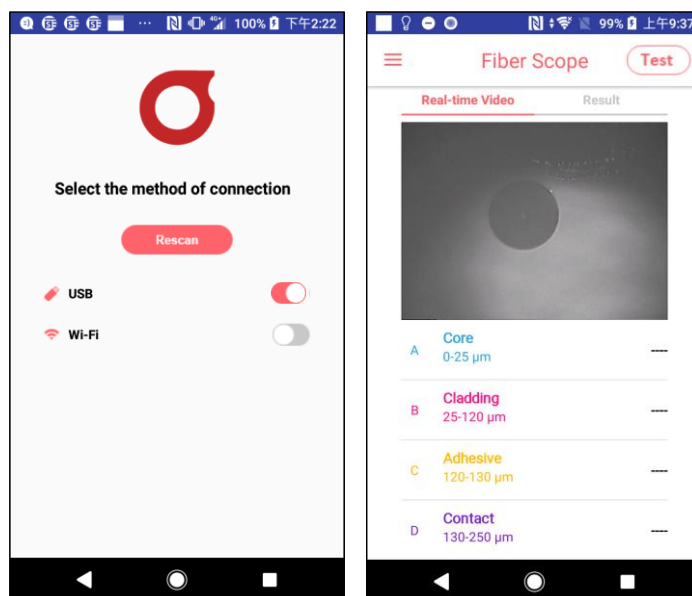 100% 下午2:22
Select the method of connection
Rescan
USB
Wi-Fi
99% 上午9:37
Fiber Scope
Test
Real-time Video Result
A Core ----
0-25 μm
B Cladding ----
25-120 μm
C Adhesive ----
120-130 μm
D Contact ----
130-250 μm